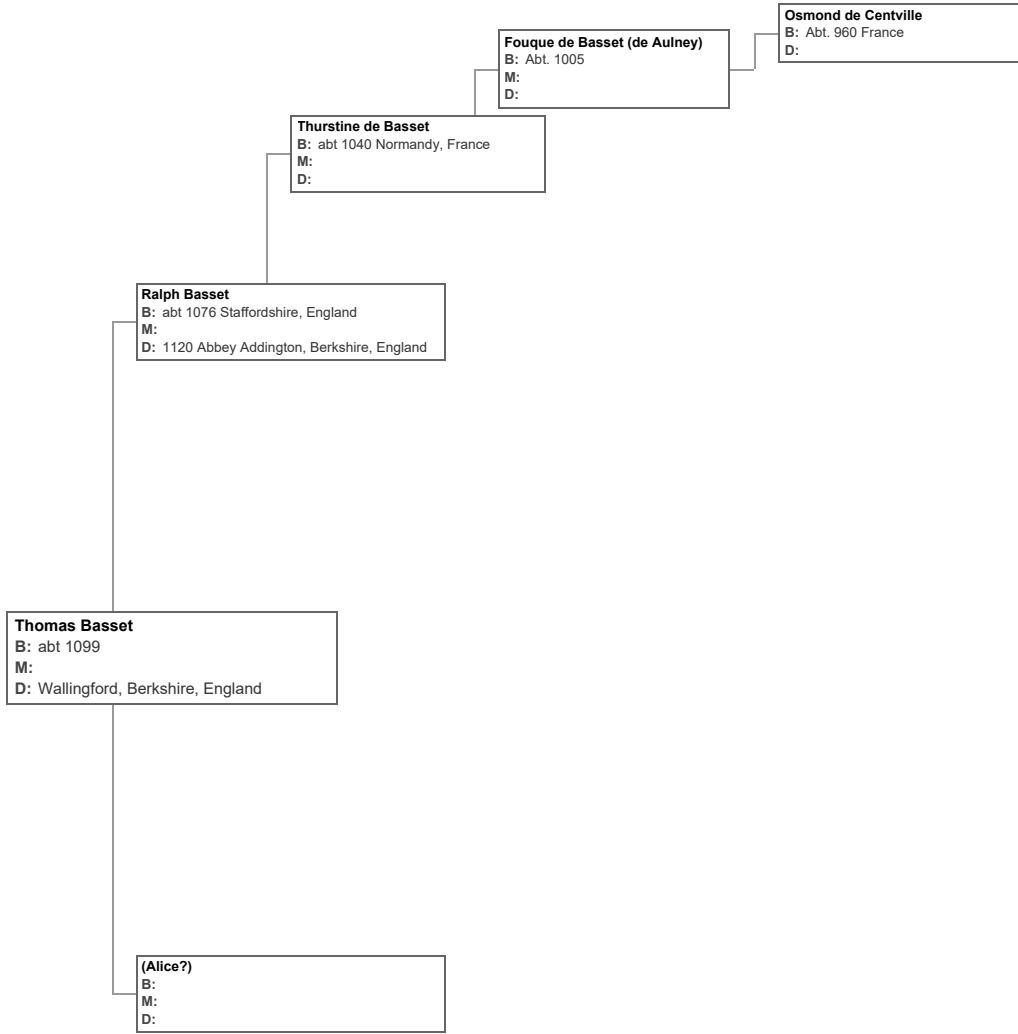 Osmond de Centville
B: Abt. 960 France
D:
Fouque de Basset (de Aulney)
B: Abt. 1005
M:
D:
Thurstine de Basset
B: abt 1040 Normandy, France
M:
D:
Ralph Basset
B: abt 1076 Staffordshire, England
M:
D: 1120 Abbey Addington, Berkshire, England
Thomas Basset
B: abt 1099
M:
D: Wallingford, Berkshire, England
(Alice?)
B:
M:
D: